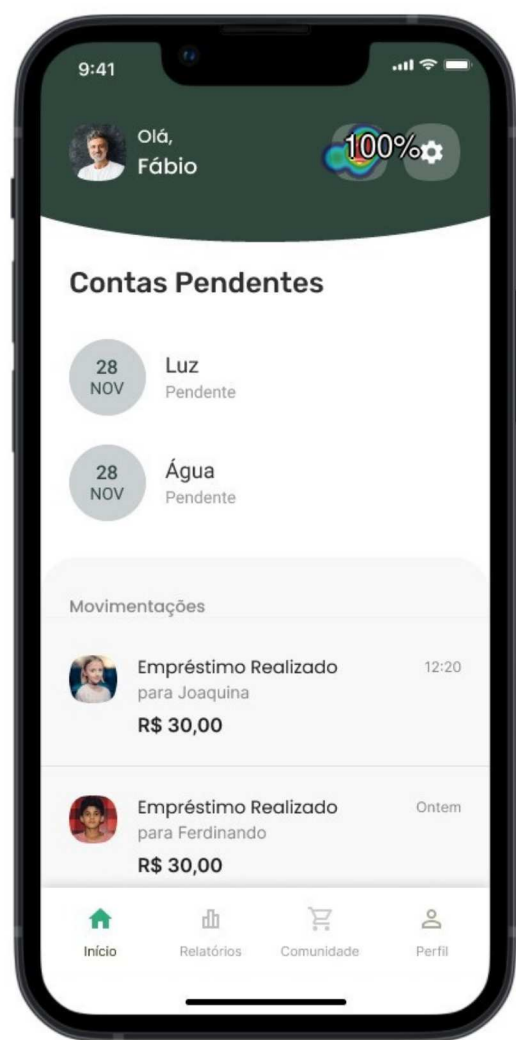 9:41
Olá,
Fábio
100%
Contas Pendentes
28
NOV
Luz
Pendente
28
NOV
Água
Pendente
Movimentações
Empréstimo Realizado
12:20
para Joaquina
R$ 30,00
Empréstimo Realizado
Ontem
para Ferdinando
R$ 30,00
Início
Relatórios
Comunidade
Perfil